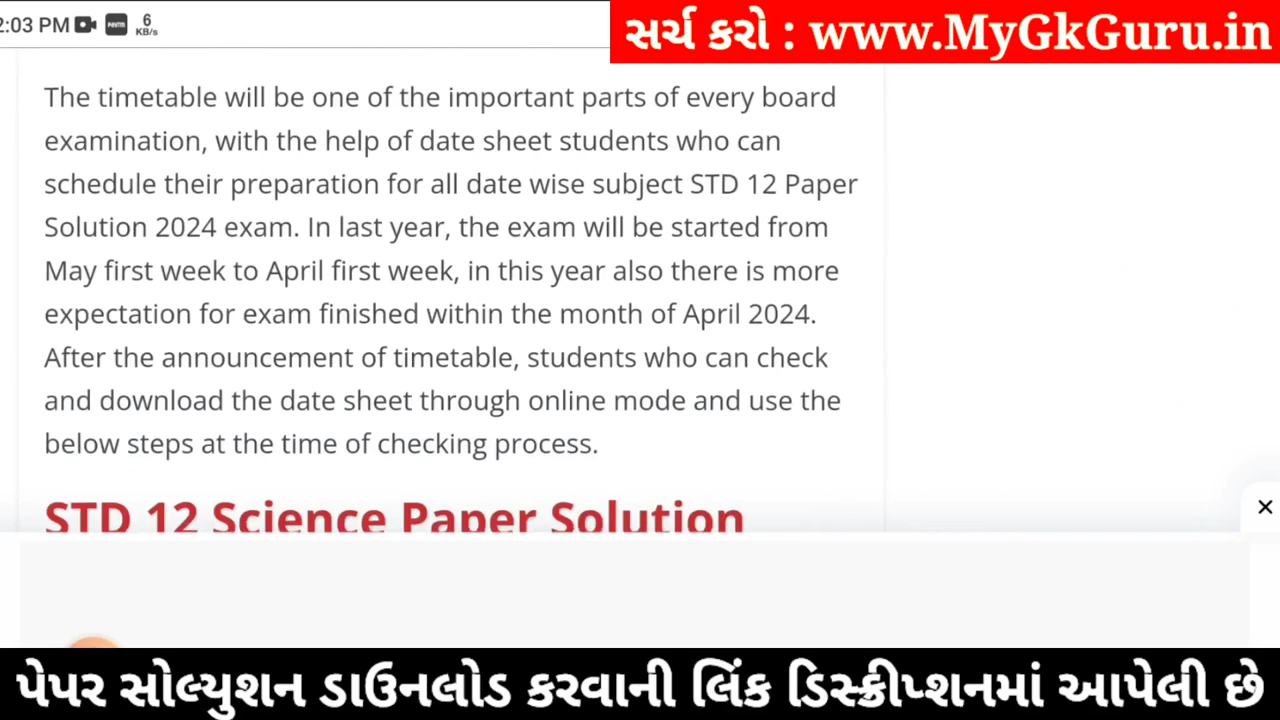 2:03 PM 6 KB/s
Paytm
સર્ચ કરો : www.MyGkGuru.in
The timetable will be one of the important parts of every board
examination, with the help of date sheet students who can
schedule their preparation for all date wise subject STD 12 Paper
Solution 2024 exam. In last year, the exam will be started from
May first week to April first week, in this year also there is more
expectation for exam finished within the month of April 2024.
After the announcement of timetable, students who can check
and download the date sheet through online mode and use the
below steps at the time of checking process.
STD 12 Science Paper Solution
પેપર સોલ્યુશન ડાઉનલોડ કરવાની લિંક ડિસ્ક્રીપ્શનમાં આપેલી છે